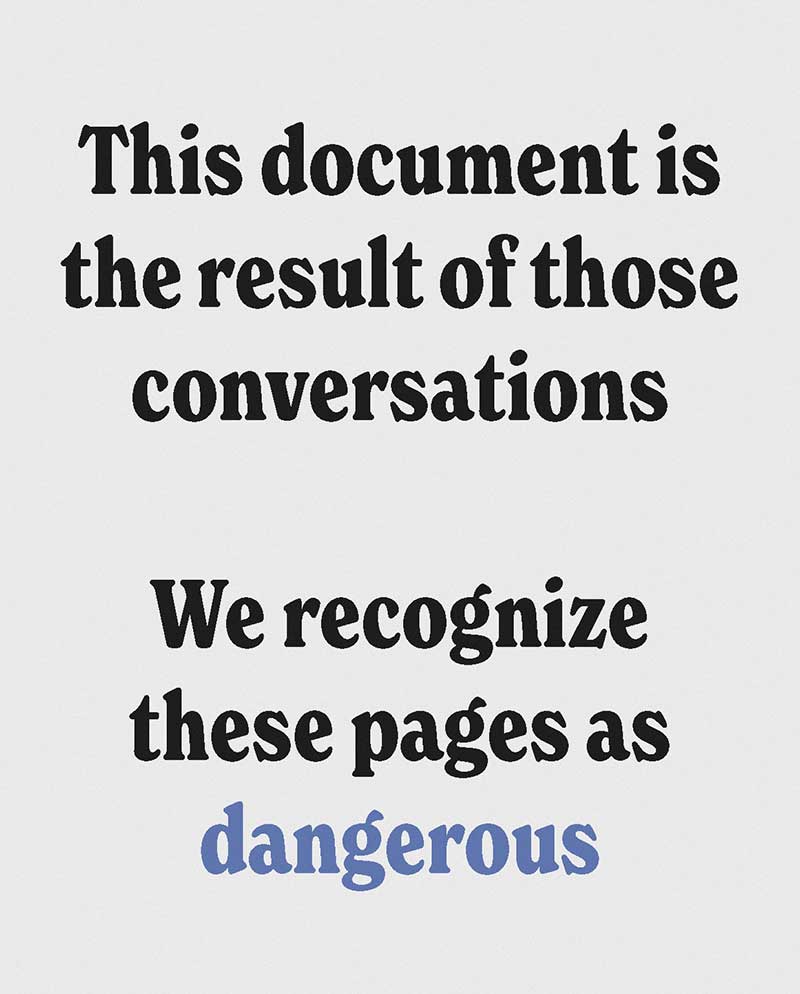 This document is
the result of those
conversations
We recognize
these pages as
dangerous